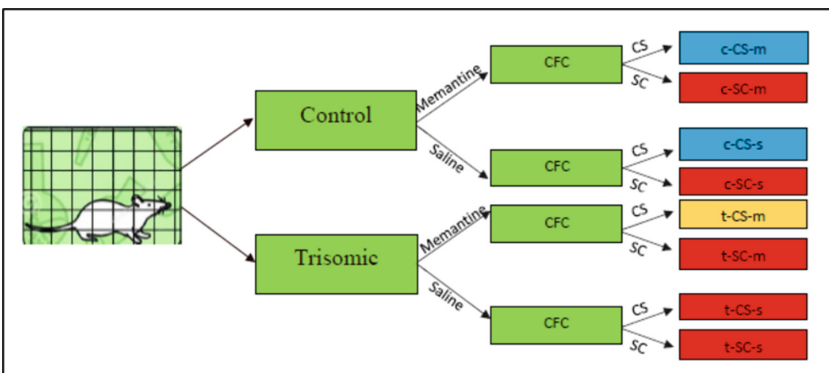 CS
c-CS-m
CFC
Memantine
SC
c-SC-m
Control
CS
c-CS-s
Saline
CFC
SC
c-SC-s
CS
t-CS-m
Memantine
CFC
SC
t-SC-m
Trisomic
CS
t-CS-s
Saline
CFC
SC
t-SC-s